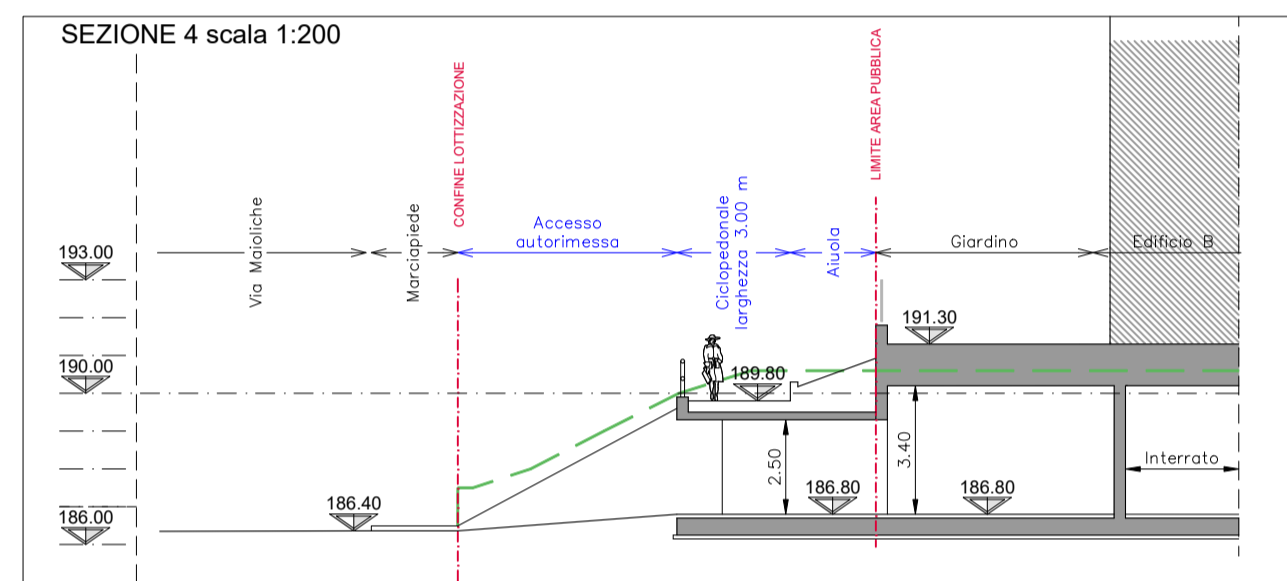 SEZIONE 4 scala 1:200
CONFINE LOTTIZZAZIONE
LIMITE AREA PUBBLICA
Via Maioliche
Marciapiede
Accesso
autorimessa
Ciclopedonale
larghezza 3.00 m
Aiuola
Giardino
Edificio B
193.00
191.30
190.00
189.80
2.50
3.40
Interrato
186.80
186.80
186.40
186.00